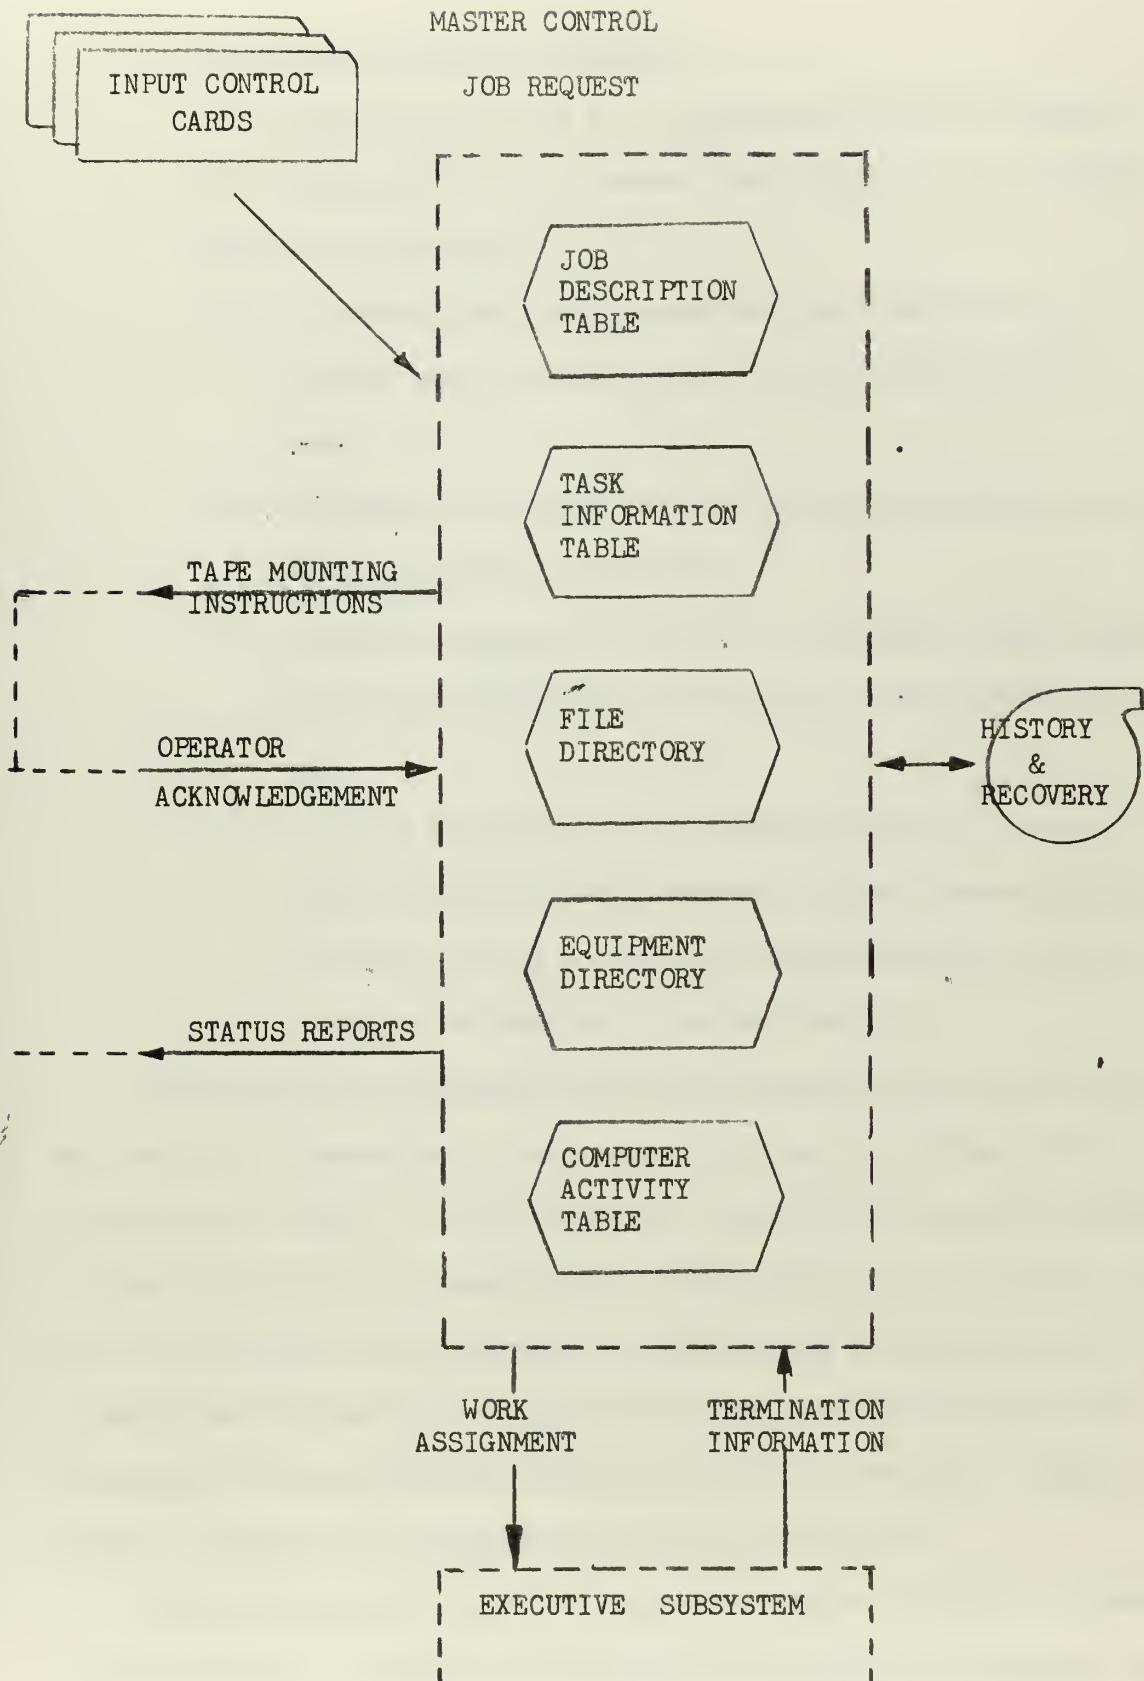 MASTER CONTROL
JOB REQUEST
INPUT CONTROL
CARDS
JOB
DESCRIPTION
TABLE
TASK
INFORMATION
TABLE
TAPE MOUNTING
INSTRUCTIONS
FILE
DIRECTORY
OPERATOR
ACKNOWLEDGEMENT
HISTORY
&
RECOVERY
EQUIPMENT
DIRECTORY
STATUS REPORTS
COMPUTER
ACTIVITY
TABLE
WORK
ASSIGNMENT
TERMINATION
INFORMATION
EXECUTIVE SUBSYSTEM